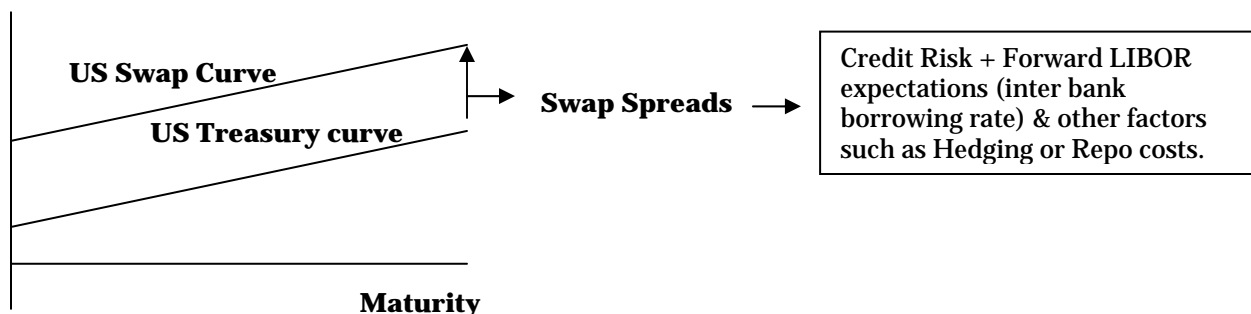 US Swap Curve
US Treasury curve
Maturity
Swap Spreads
Credit Risk + Forward LIBOR
expectations (inter bank
borrowing rate) & other factors
such as Hedging or Repo costs.